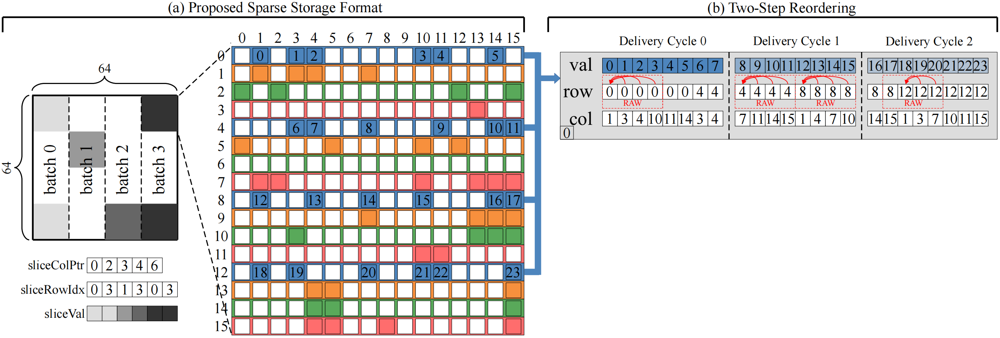 (a) Proposed Sparse Storage Format
(b) Two-Step Reordering
64
64
batch 0
batch 1
batch 2
batch 3
sliceColPtr 0 2 3 4 6
sliceRowIdx 0 3 1 3 0 3
sliceVal
0 1 2 3 4 5 6 7 8 9 10 11 12 13 14 15
0 0 1 2 3 4 5
1
2
3
4 6 7 8 9 10 11
5
6
7
8 12 13 14 15 16 17
9
10
11
12 18 19 20 21 22 23
13
14
15
Delivery Cycle 0 Delivery Cycle 1 Delivery Cycle 2
val 0 1 2 3 4 5 6 7 8 9 10 11 12 13 14 15 16 17 18 19 20 21 22 23
row 0 0 0 0 0 0 4 4 4 4 4 4 8 8 8 8 8 8 12 12 12 12 12 12
RAW RAW RAW RAW
col 1 3 4 10 11 14 3 4 7 11 14 15 1 4 7 10 14 15 1 3 7 10 11 15
0